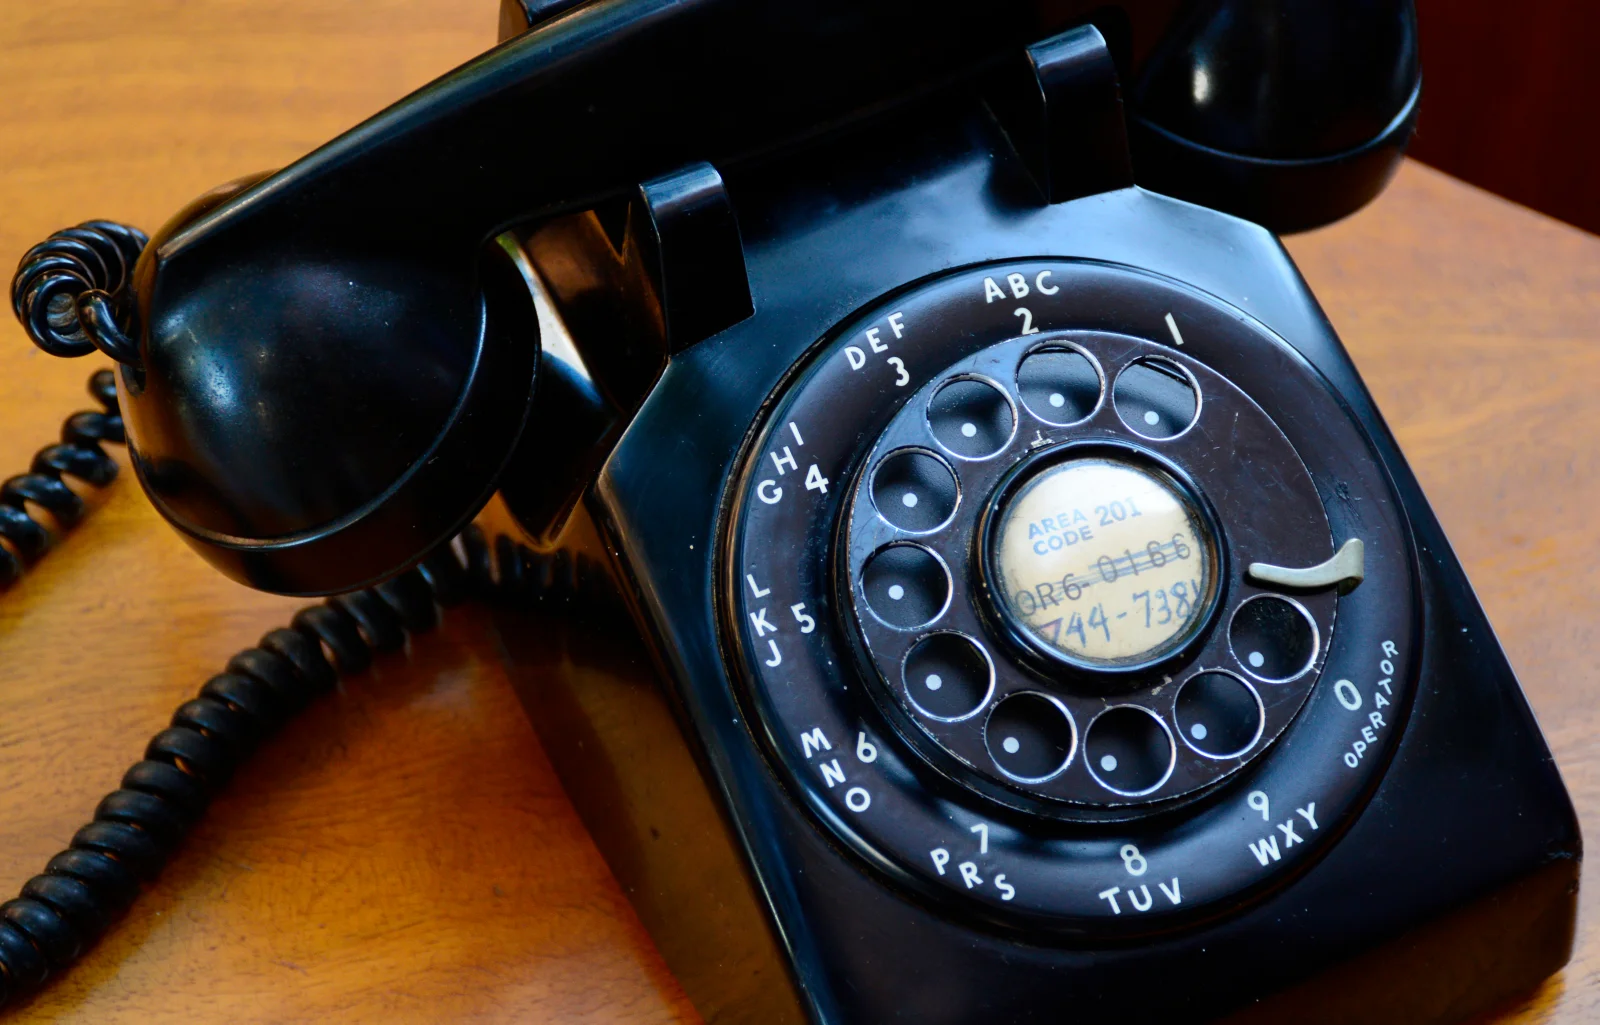 ABC
2
1
DEF
3
GHI
4
JKL
5
MNO
6
PRS
7
TUV
8
WXY
9
0
OPERATOR
AREA CODE 201
OR6-0166
744-738